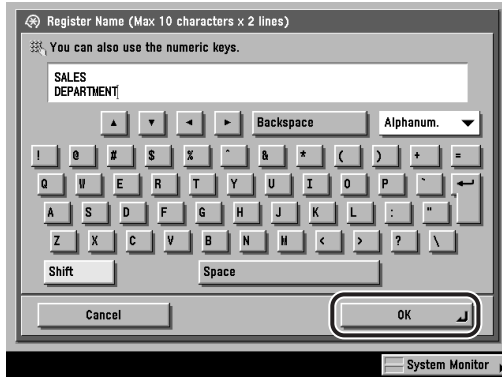 Register Name (Max 10 characters x 2 lines)
You can also use the numeric keys.
SALES
DEPARTMENT
▲ ▼ ◄ ► Backspace Alphanum. ▼
! @ # $ % ^ & * ( ) + =
Q W E R T Y U I O P `
A S D F G H J K L : "
Z X C V B N M < > ? \
Shift Space
Cancel OK
System Monitor